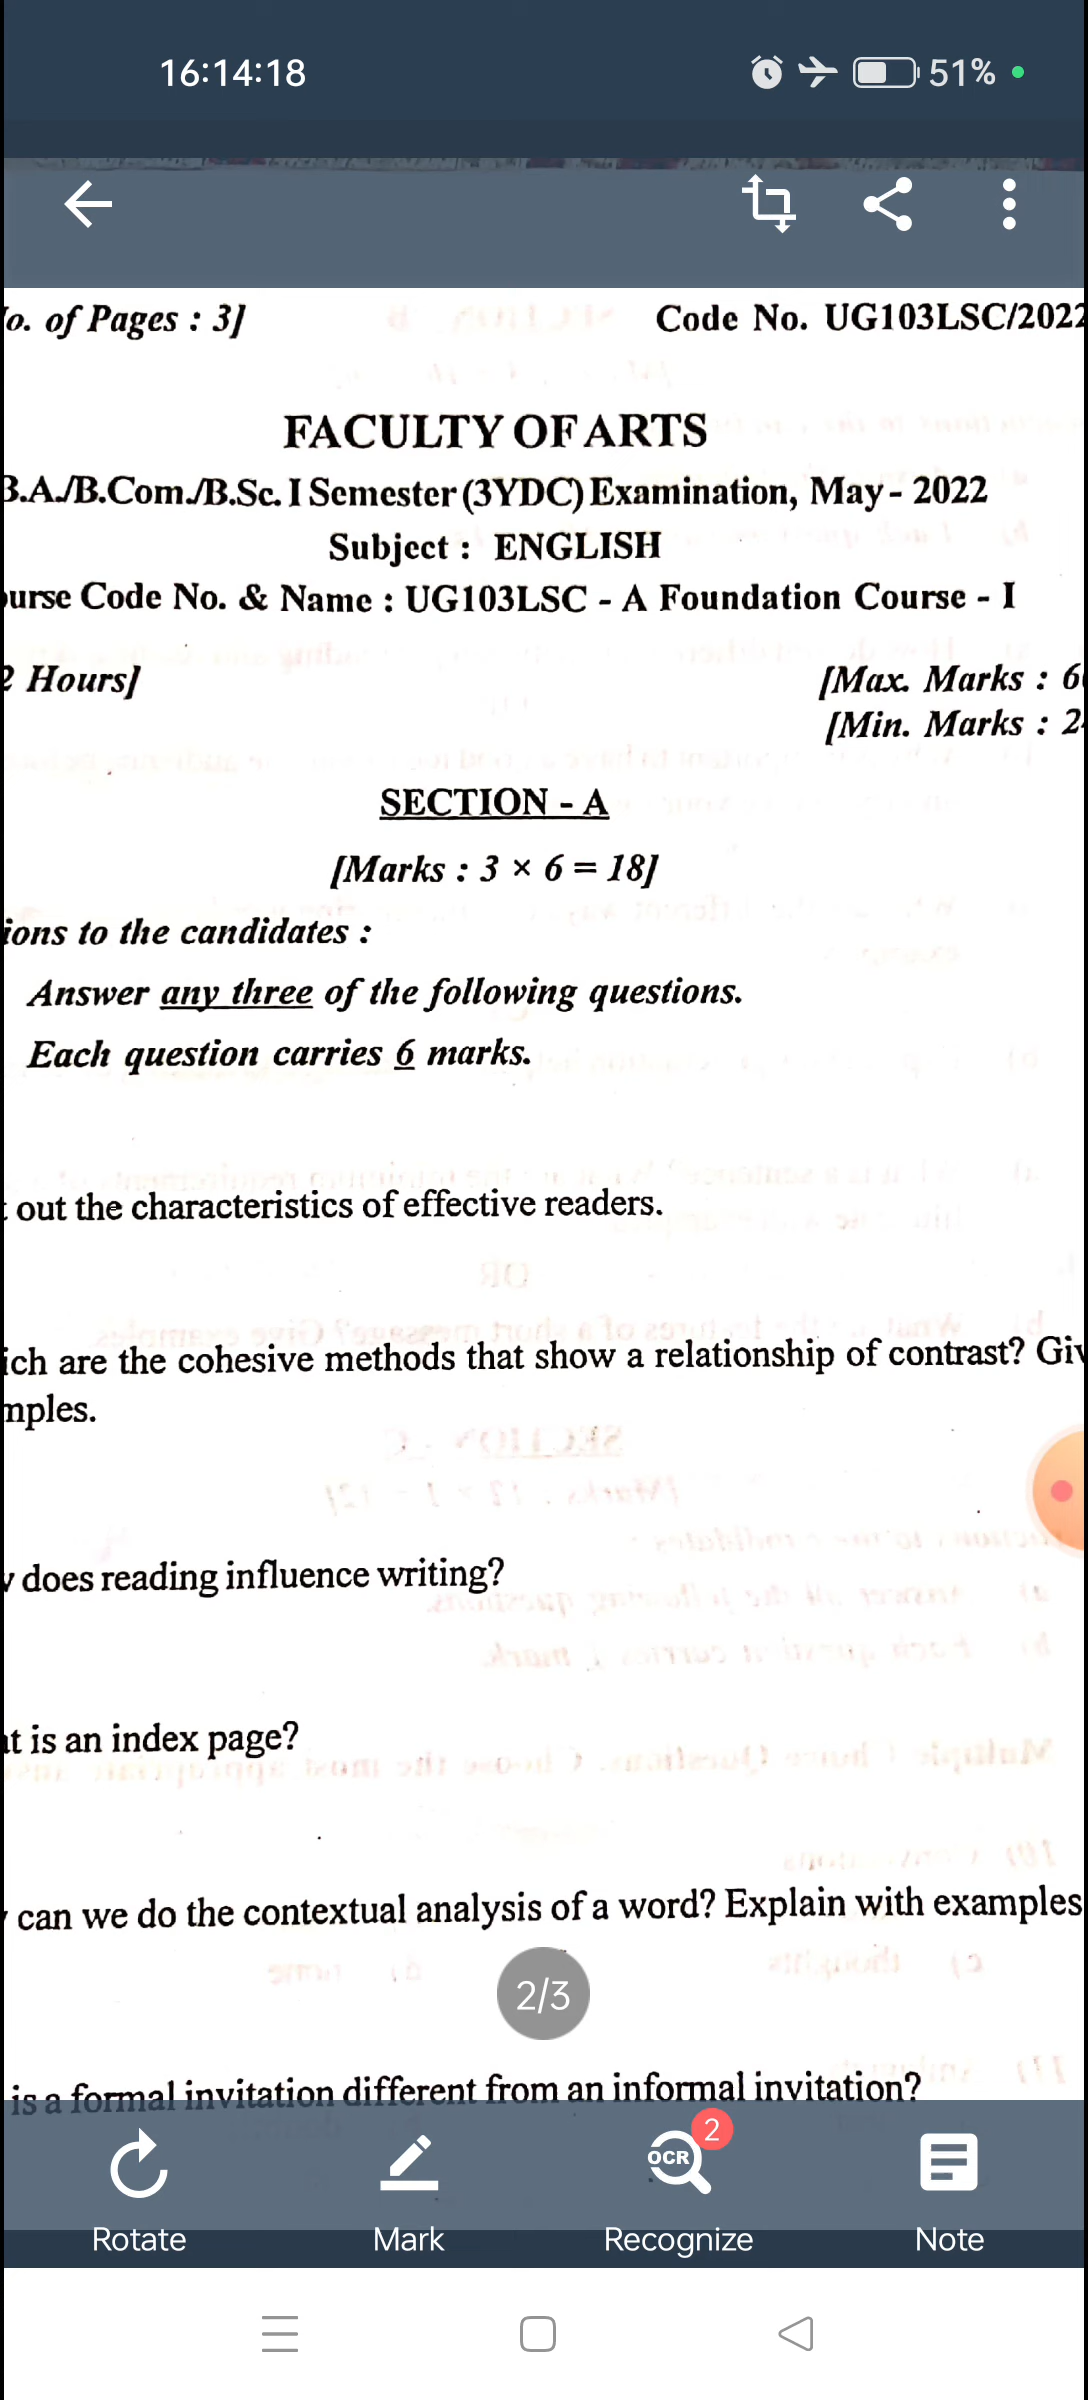 16:14:18
51%
o. of Pages : 3]
Code No. UG103LSC/2022
FACULTY OF ARTS
B.A./B.Com./B.Sc. I Semester (3YDC) Examination, May - 2022
Subject : ENGLISH
ourse Code No. & Name : UG103LSC - A Foundation Course - I
2 Hours]
[Max. Marks : 6
[Min. Marks : 2
SECTION - A
[Marks : 3 × 6 = 18]
ions to the candidates :
Answer any three of the following questions.
Each question carries 6 marks.
out the characteristics of effective readers.
ich are the cohesive methods that show a relationship of contrast? Giv
mples.
does reading influence writing?
at is an index page?
can we do the contextual analysis of a word? Explain with examples
2/3
is a formal invitation different from an informal invitation?
OCR
2
Rotate
Mark
Recognize
Note